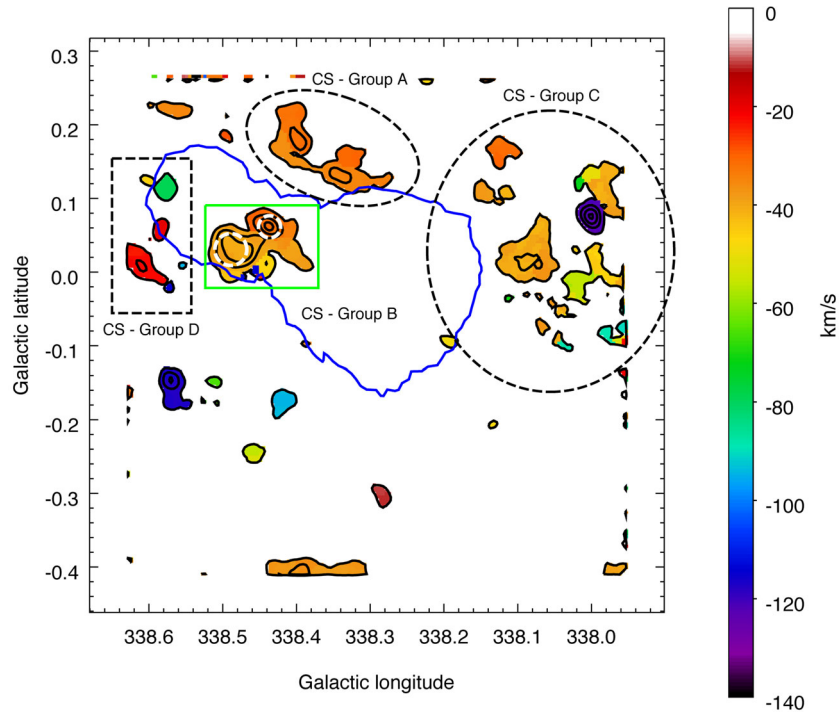 CS - Group A
CS - Group C
CS - Group B
CS - Group D
Galactic latitude
0.3
0.2
0.1
0.0
-0.1
-0.2
-0.3
-0.4
338.6 338.5 338.4 338.3 338.2 338.1 338.0
Galactic longitude
0
-20
-40
-60
-80
-100
-120
-140
km/s